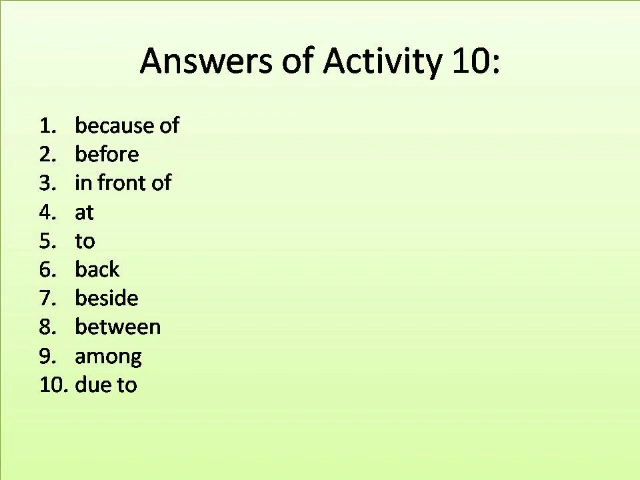 Answers of Activity 10:
1. because of
2. before
3. in front of
4. at
5. to
6. back
7. beside
8. between
9. among
10. due to